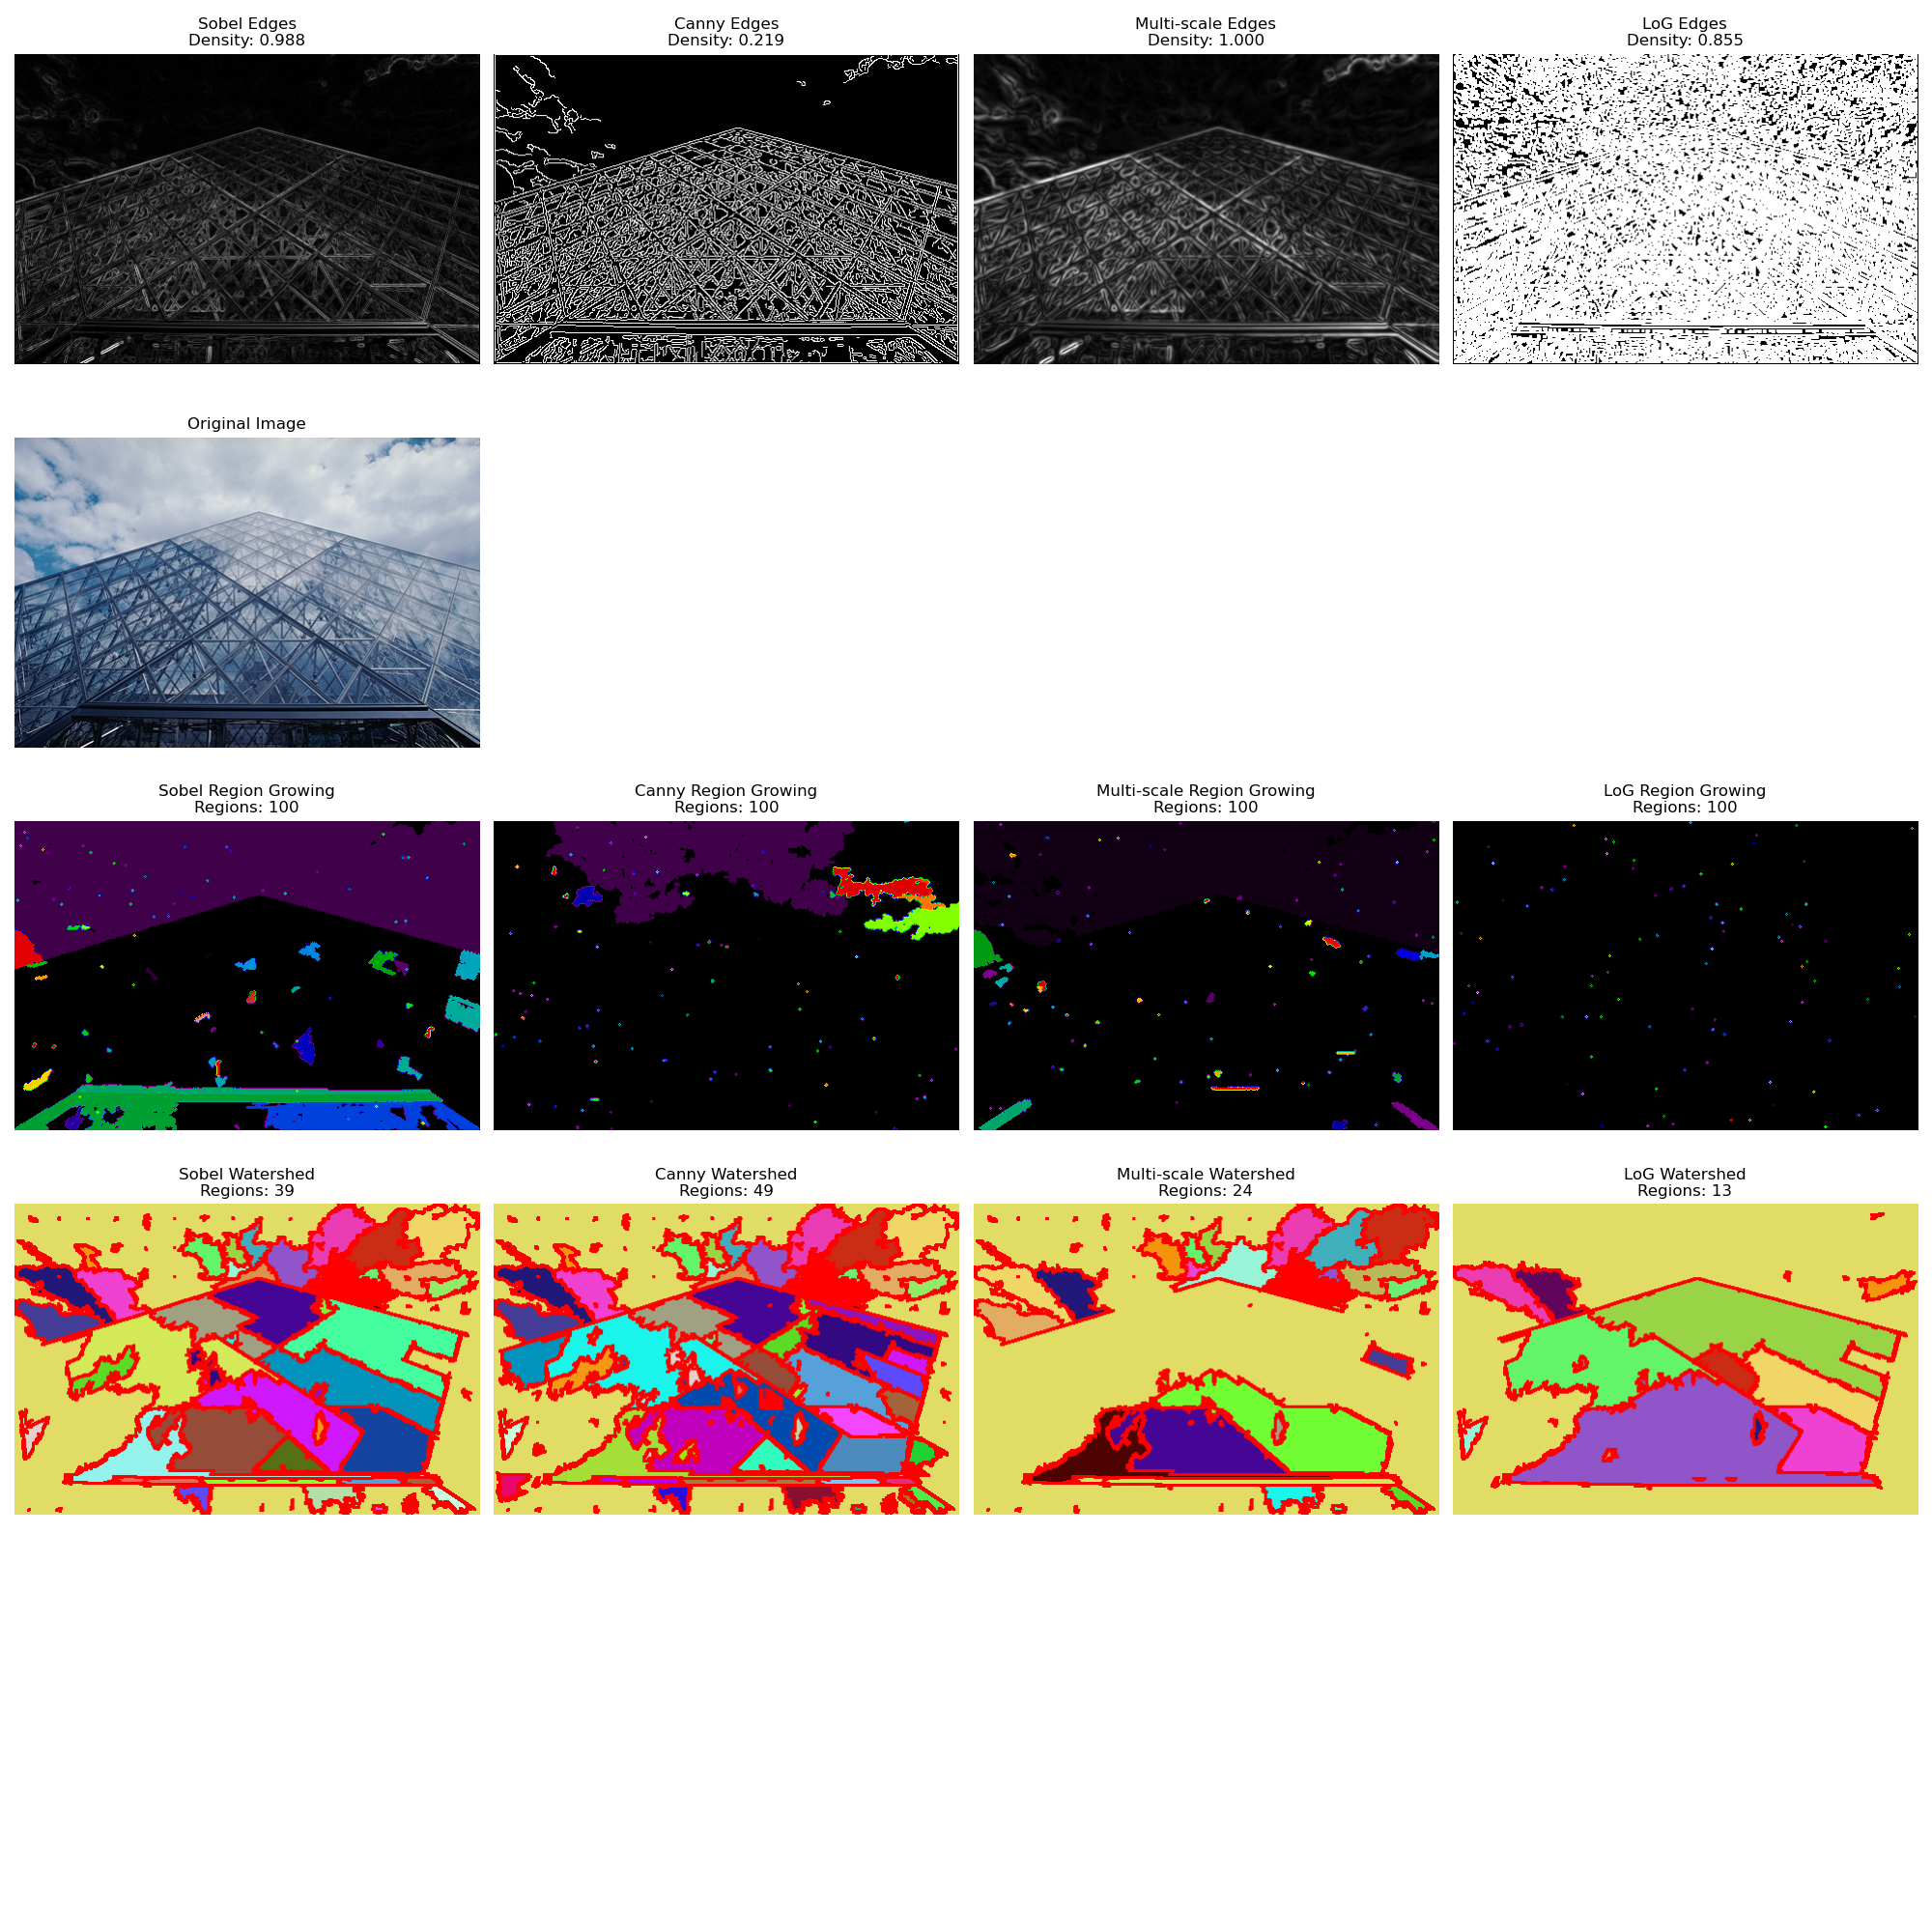 Sobel Edges
Density: 0.988
Canny Edges
Density: 0.219
Multi-scale Edges
Density: 1.000
LoG Edges
Density: 0.855
Original Image
Sobel Region Growing
Regions: 100
Canny Region Growing
Regions: 100
Multi-scale Region Growing
Regions: 100
LoG Region Growing
Regions: 100
Sobel Watershed
Regions: 39
Canny Watershed
Regions: 49
Multi-scale Watershed
Regions: 24
LoG Watershed
Regions: 13